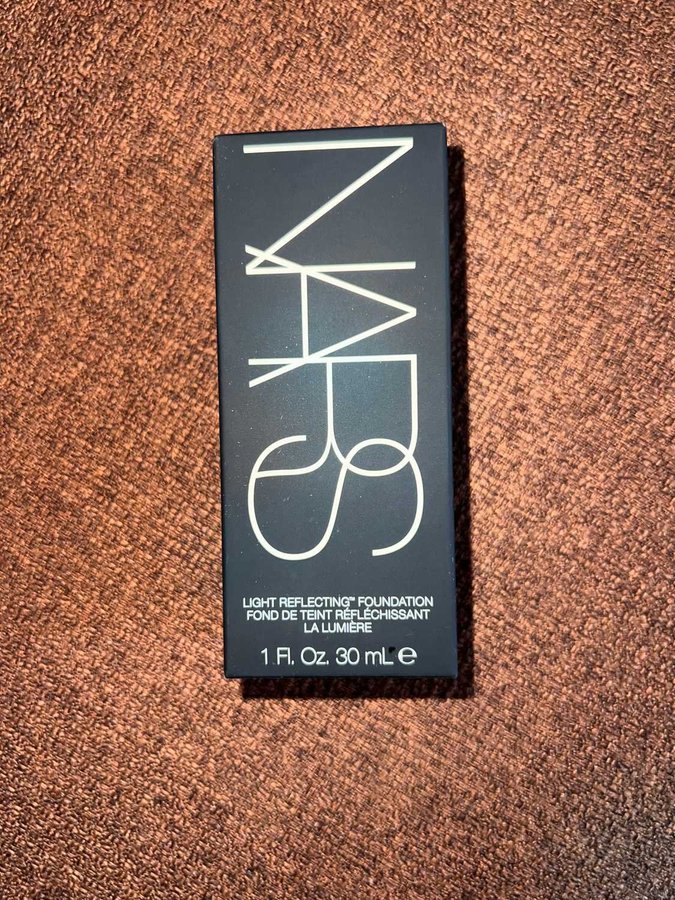 NARS
LIGHT REFLECTING™ FOUNDATION
FOND DE TEINT RÉFLÉCHISSANT
LA LUMIÈRE
1 Fl. Oz. 30 mL ℮